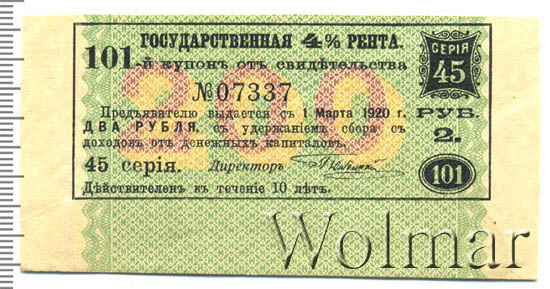 ГОСУДАРСТВЕННАЯ 4% РЕНТА.
101-й купонъ отъ свидѣтельства
№07337
Предъявителю выдается съ 1 Марта 1920 г.
ДВА РУБЛЯ, съ удержаніемъ сбора съ
доходовъ отъ денежныхъ капиталовъ.
45 серія. Директоръ
Дѣйствителенъ въ теченіе 10 лѣтъ.
СЕРІЯ
45
РУБ.
2.
101
200
Wolmar